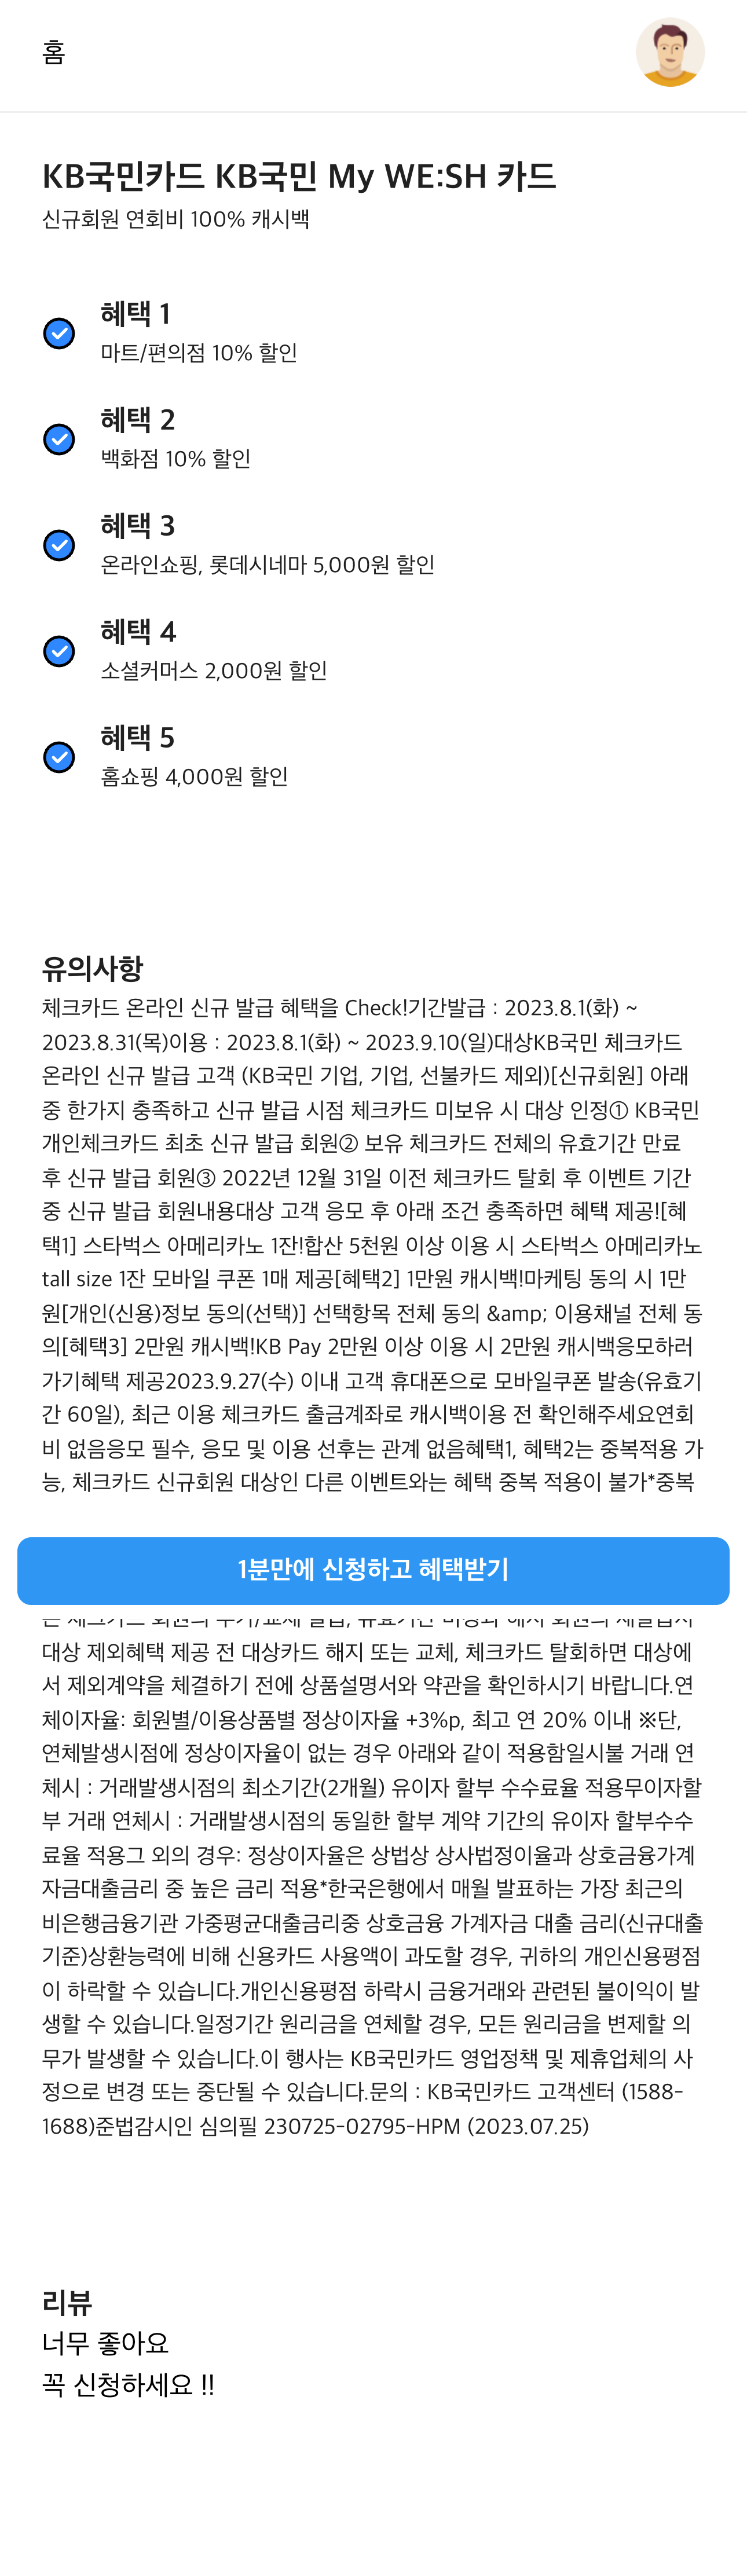 홈
KB국민카드 KB국민 My WE:SH 카드
신규회원 연회비 100% 캐시백
혜택 1
마트/편의점 10% 할인
혜택 2
백화점 10% 할인
혜택 3
온라인쇼핑, 롯데시네마 5,000원 할인
혜택 4
소셜커머스 2,000원 할인
혜택 5
홈쇼핑 4,000원 할인
유의사항
체크카드 온라인 신규 발급 혜택을 Check!기간발급 : 2023.8.1(화) ~
2023.8.31(목)이용 : 2023.8.1(화) ~ 2023.9.10(일)대상KB국민 체크카드
온라인 신규 발급 고객 (KB국민 기업, 기업, 선불카드 제외)[신규회원] 아래
중 한가지 충족하고 신규 발급 시점 체크카드 미보유 시 대상 인정① KB국민
개인체크카드 최초 신규 발급 회원② 보유 체크카드 전체의 유효기간 만료
후 신규 발급 회원③ 2022년 12월 31일 이전 체크카드 탈회 후 이벤트 기간
중 신규 발급 회원내용대상 고객 응모 후 아래 조건 충족하면 혜택 제공![혜
택1] 스타벅스 아메리카노 1잔!합산 5천원 이상 이용 시 스타벅스 아메리카노
tall size 1잔 모바일 쿠폰 1매 제공[혜택2] 1만원 캐시백!마케팅 동의 시 1만
원[개인(신용)정보 동의(선택)] 선택항목 전체 동의 &amp; 이용채널 전체 동
의[혜택3] 2만원 캐시백!KB Pay 2만원 이상 이용 시 2만원 캐시백응모하러
가기혜택 제공2023.9.27(수) 이내 고객 휴대폰으로 모바일쿠폰 발송(유효기
간 60일), 최근 이용 체크카드 출금계좌로 캐시백이용 전 확인해주세요연회
비 없음응모 필수, 응모 및 이용 선후는 관계 없음혜택1, 혜택2는 중복적용 가
능, 체크카드 신규회원 대상인 다른 이벤트와는 혜택 중복 적용이 불가*중복
1분만에 신청하고 혜택받기
대상 제외혜택 제공 전 대상카드 해지 또는 교체, 체크카드 탈회하면 대상에
서 제외계약을 체결하기 전에 상품설명서와 약관을 확인하시기 바랍니다.연
체이자율: 회원별/이용상품별 정상이자율 +3%p, 최고 연 20% 이내 ※단,
연체발생시점에 정상이자율이 없는 경우 아래와 같이 적용함일시불 거래 연
체시 : 거래발생시점의 최소기간(2개월) 유이자 할부 수수료율 적용무이자할
부 거래 연체시 : 거래발생시점의 동일한 할부 계약 기간의 유이자 할부수수
료율 적용그 외의 경우: 정상이자율은 상법상 상사법정이율과 상호금융가계
자금대출금리 중 높은 금리 적용*한국은행에서 매월 발표하는 가장 최근의
비은행금융기관 가중평균대출금리중 상호금융 가계자금 대출 금리(신규대출
기준)상환능력에 비해 신용카드 사용액이 과도할 경우, 귀하의 개인신용평점
이 하락할 수 있습니다.개인신용평점 하락시 금융거래와 관련된 불이익이 발
생할 수 있습니다.일정기간 원리금을 연체할 경우, 모든 원리금을 변제할 의
무가 발생할 수 있습니다.이 행사는 KB국민카드 영업정책 및 제휴업체의 사
정으로 변경 또는 중단될 수 있습니다.문의 : KB국민카드 고객센터 (1588-
1688)준법감시인 심의필 230725-02795-HPM (2023.07.25)
리뷰
너무 좋아요
꼭 신청하세요 !!